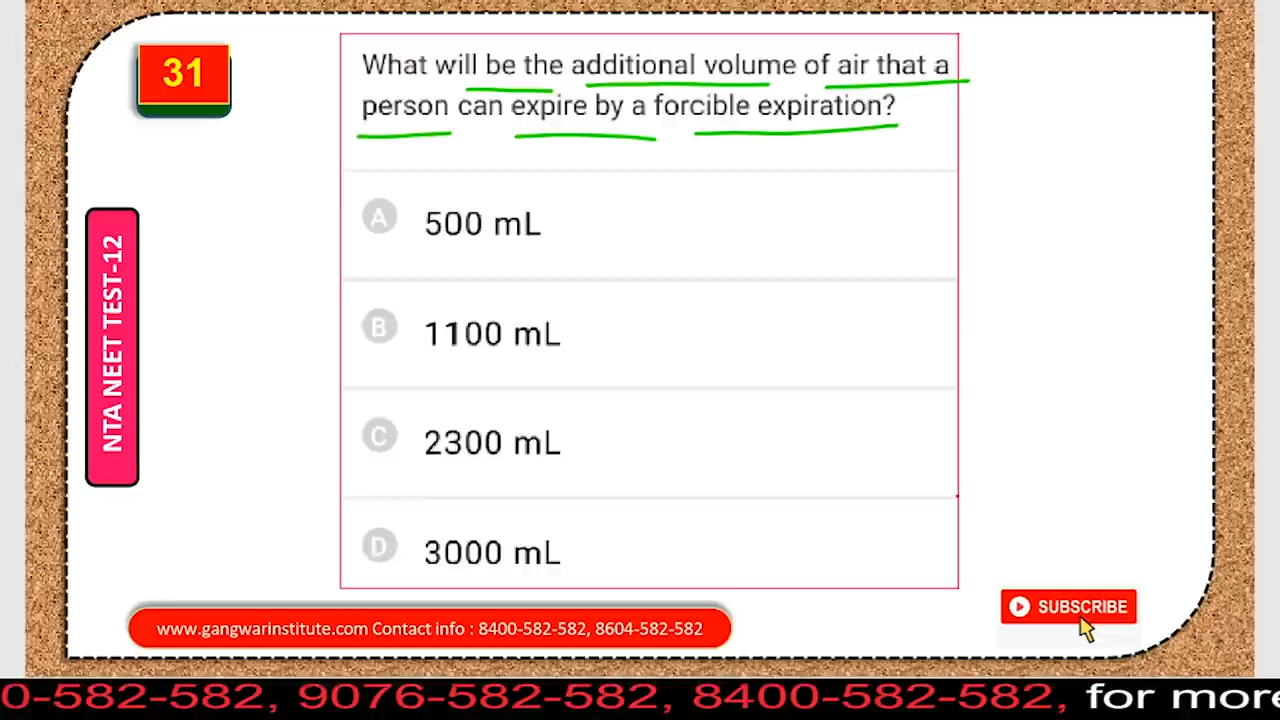 31
What will be the additional volume of air that a
person can expire by a forcible expiration?
A 500 mL
B 1100 mL
C 2300 mL
D 3000 mL
NTA NEET TEST-12
www.gangwarinstitute.com Contact info : 8400-582-582, 8604-582-582
SUBSCRIBE
0-582-582, 9076-582-582, 8400-582-582, for more